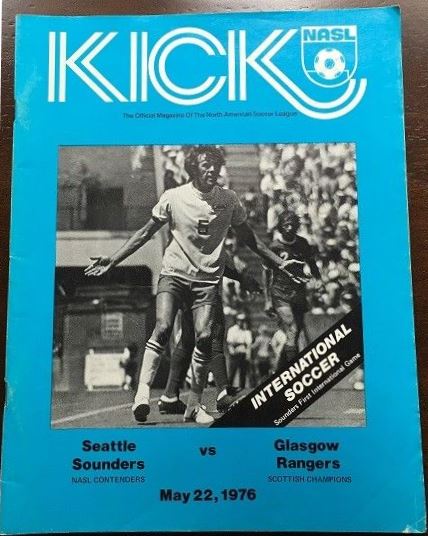 KICK
NASL
The Official Magazine Of The North American Soccer League
6
INTERNATIONAL
SOCCER
Sounders First International Game
Seattle
Sounders
NASL CONTENDERS
vs
Glasgow
Rangers
SCOTTISH CHAMPIONS
May 22, 1976